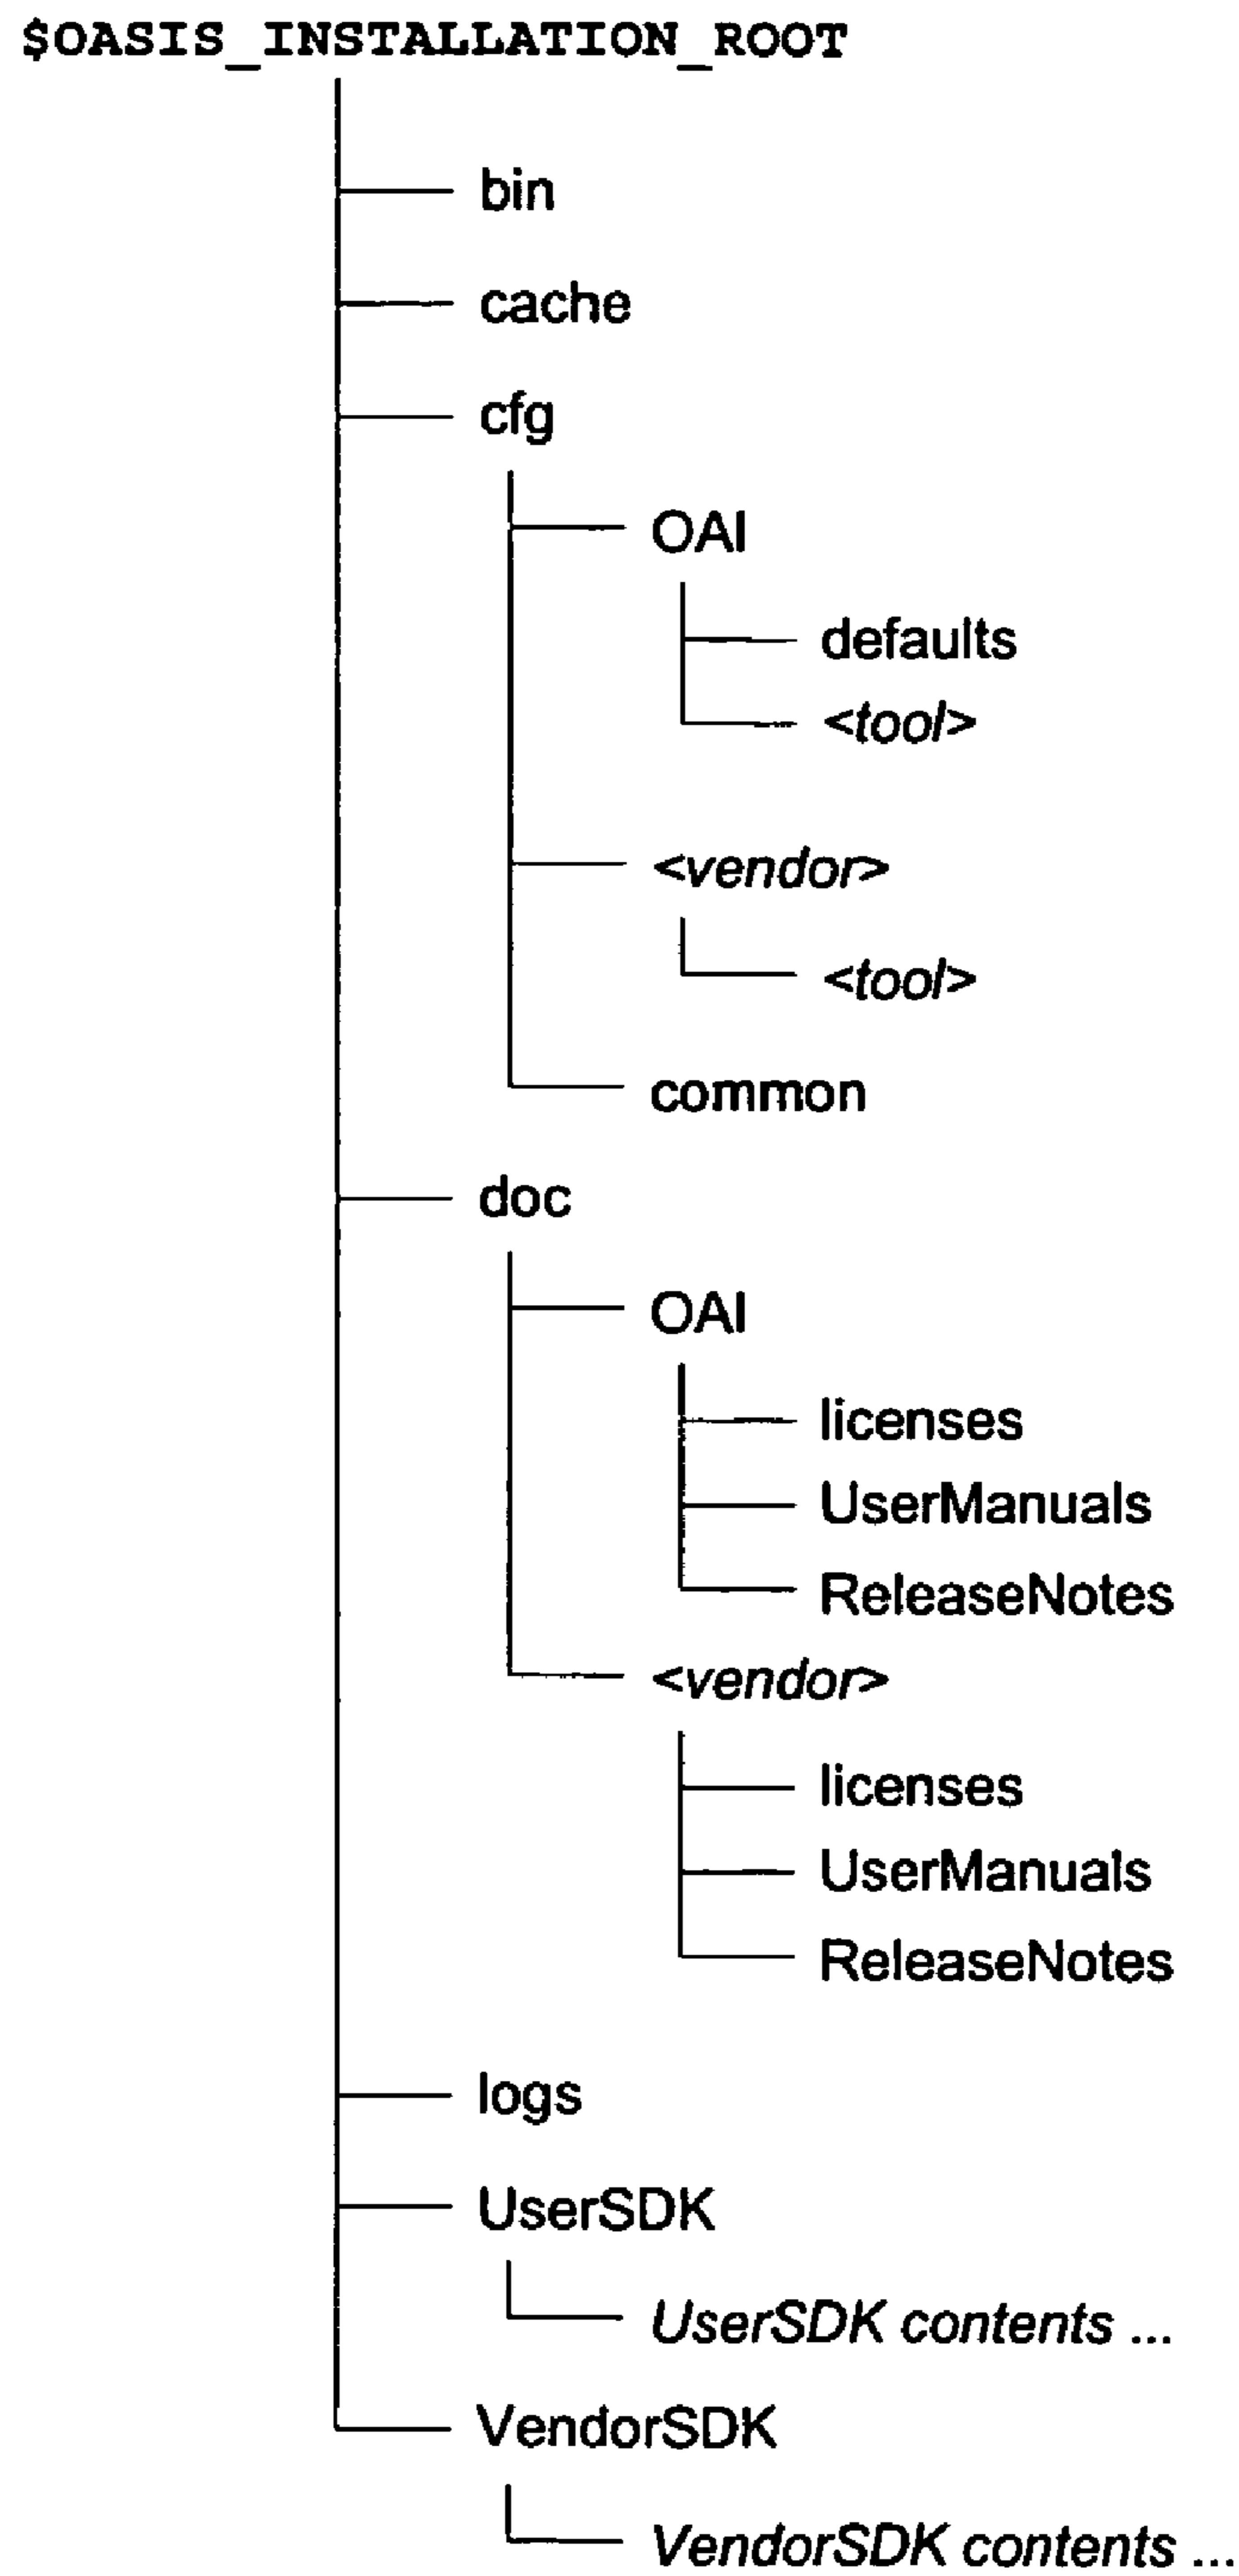 $OASIS_INSTALLATION_ROOT
bin
cache
cfg
OAI
defaults
<tool>
<vendor>
<tool>
common
doc
OAI
licenses
UserManuals
ReleaseNotes
<vendor>
licenses
UserManuals
ReleaseNotes
logs
UserSDK
UserSDK contents ...
VendorSDK
VendorSDK contents ...